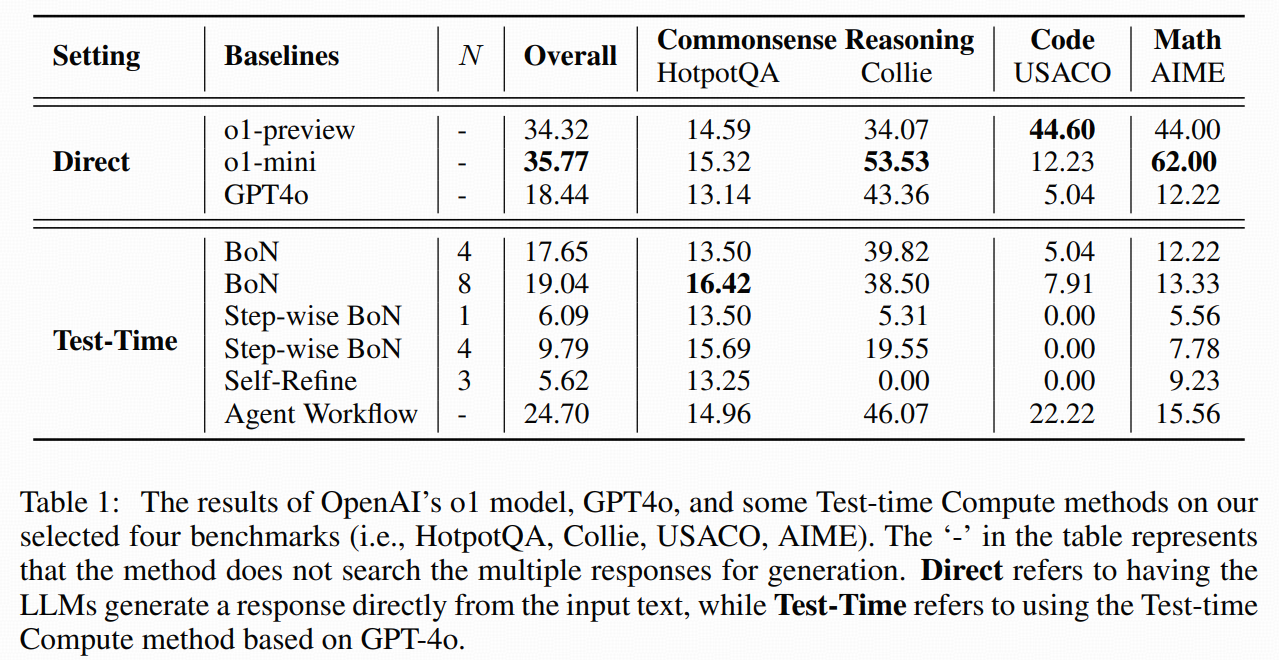 Setting Baselines N Overall Commonsense Reasoning Code Math
HotpotQA Collie USACO AIME
Direct o1-preview - 34.32 14.59 34.07 44.60 44.00
o1-mini - 35.77 15.32 53.53 12.23 62.00
GPT4o - 18.44 13.14 43.36 5.04 12.22
Test-Time BoN 4 17.65 13.50 39.82 5.04 12.22
BoN 8 19.04 16.42 38.50 7.91 13.33
Step-wise BoN 1 6.09 13.50 5.31 0.00 5.56
Step-wise BoN 4 9.79 15.69 19.55 0.00 7.78
Self-Refine 3 5.62 13.25 0.00 0.00 9.23
Agent Workflow - 24.70 14.96 46.07 22.22 15.56
Table 1: The results of OpenAI's o1 model, GPT4o, and some Test-time Compute methods on our
selected four benchmarks (i.e., HotpotQA, Collie, USACO, AIME). The ‘-’ in the table represents
that the method does not search the multiple responses for generation. Direct refers to having the
LLMs generate a response directly from the input text, while Test-Time refers to using the Test-time
Compute method based on GPT-4o.